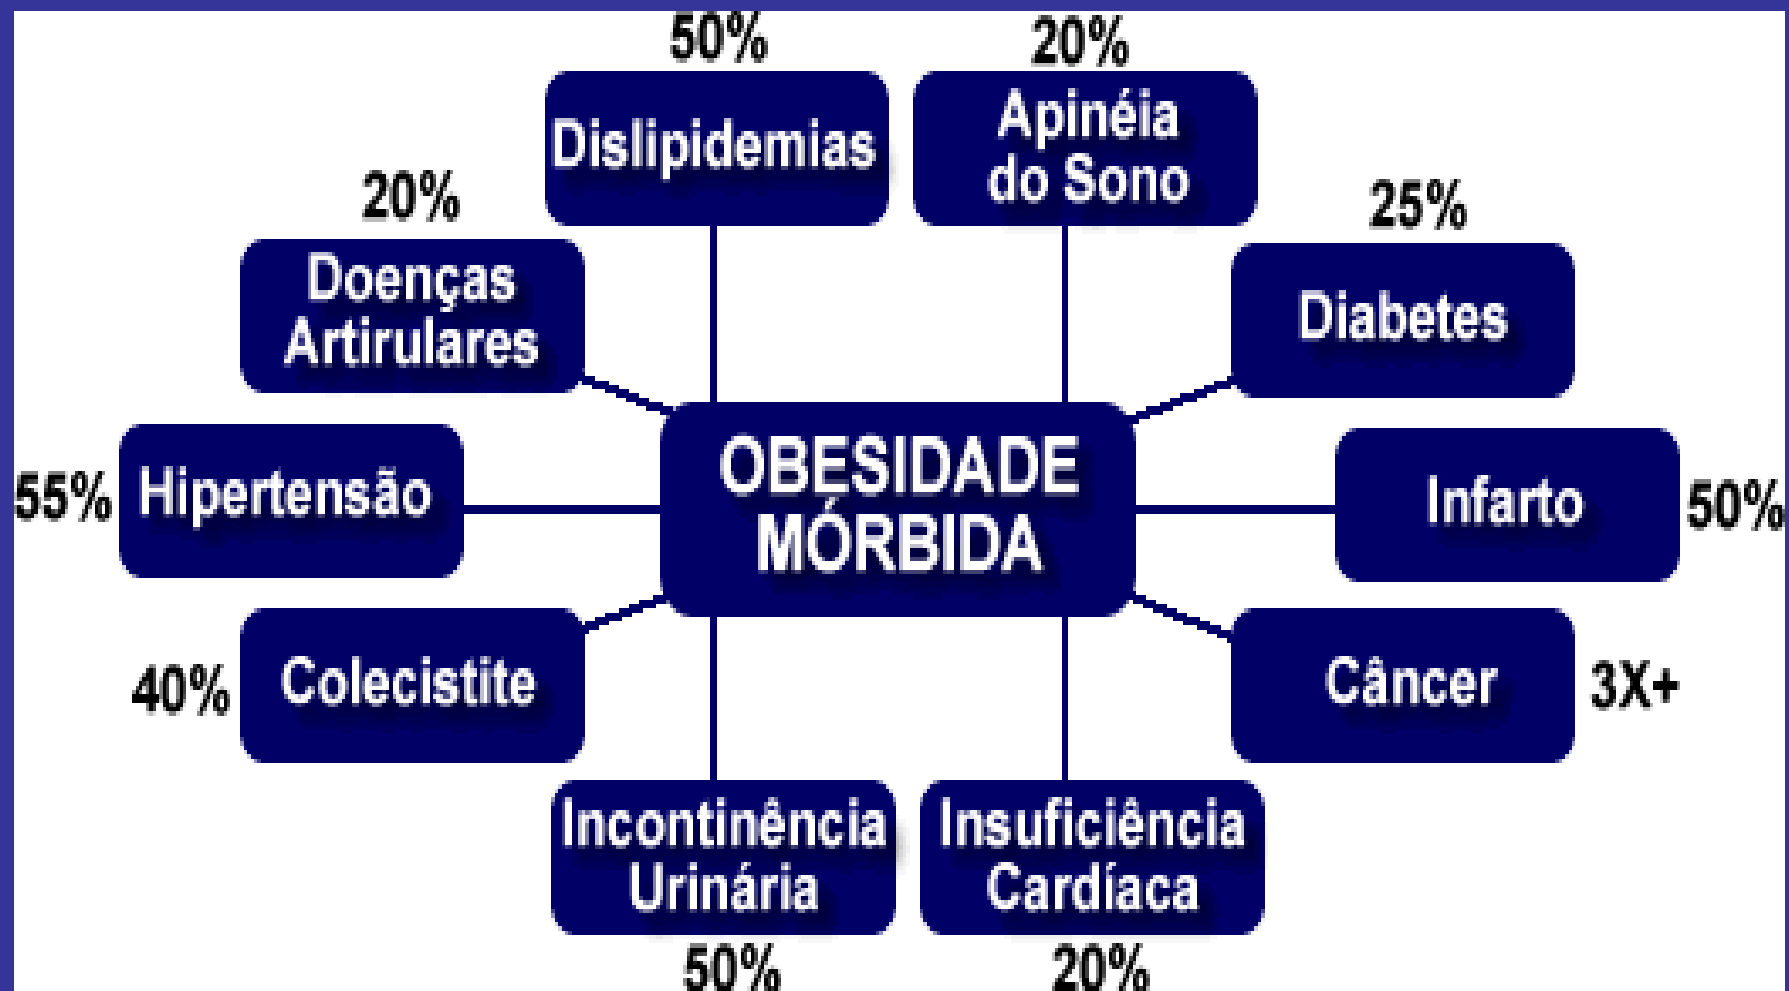 50%
20%
Dislipidemias
Apinéia
do Sono
20%
25%
Doenças
Artirulares
Diabetes
55%
Hipertensão
OBESIDADE
MÓRBIDA
Infarto
50%
40%
Colecistite
Câncer
3X+
Incontinência
Urinária
Insuficiência
Cardíaca
50%
20%